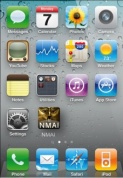 Messages Calendar Photos Camera
YouTube Stocks Maps Weather
Notes Utilities iTunes App Store
Settings NMAI
Phone Mail Safari iPod